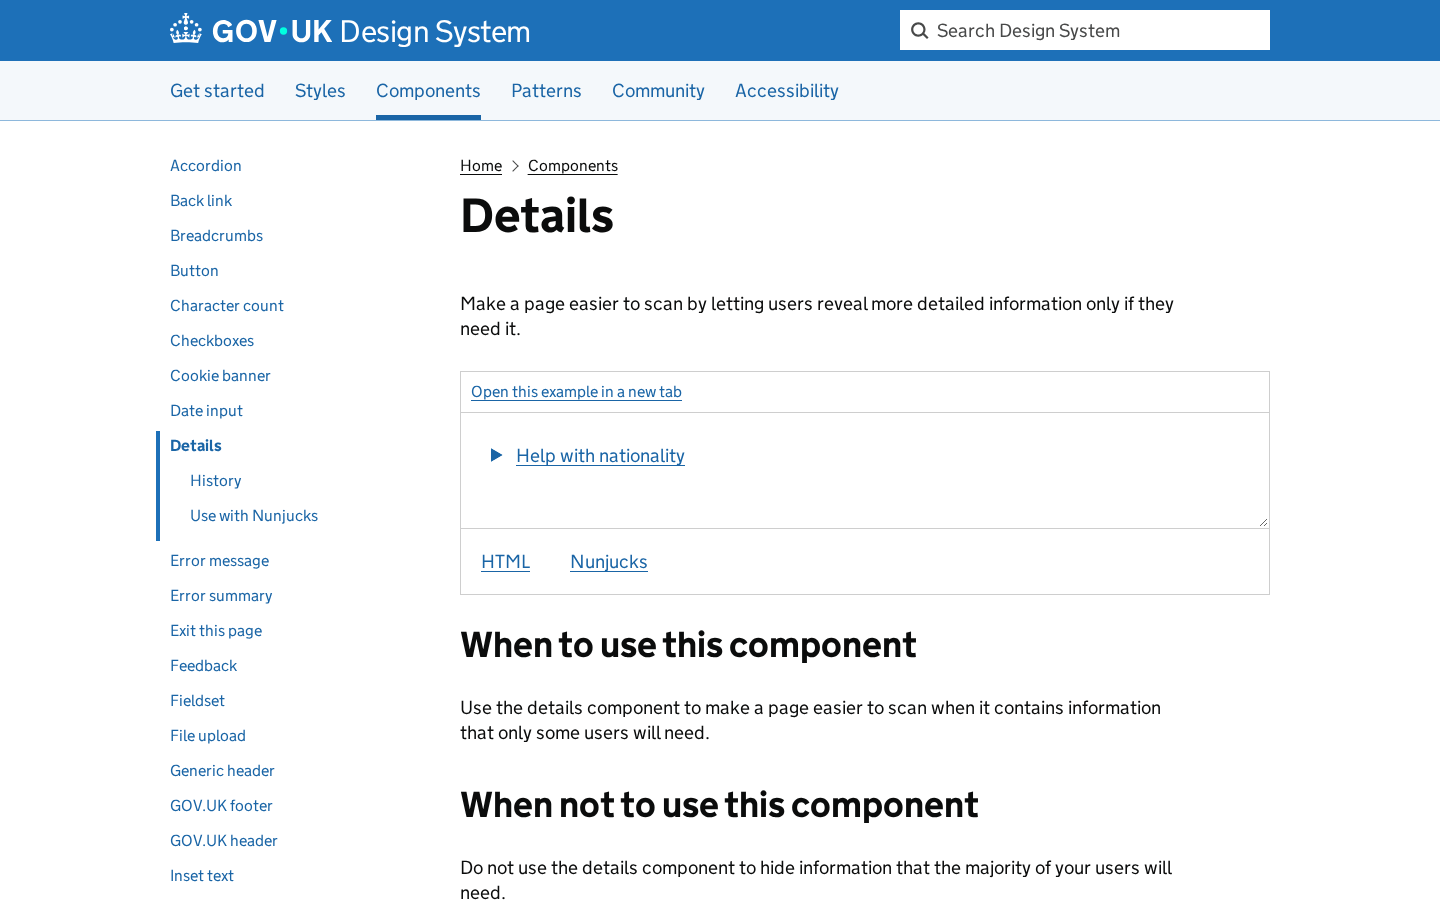 GOV•UK Design System
Search Design System
Get started
Styles
Components
Patterns
Community
Accessibility
Accordion
Back link
Breadcrumbs
Button
Character count
Checkboxes
Cookie banner
Date input
Details
History
Use with Nunjucks
Error message
Error summary
Exit this page
Feedback
Fieldset
File upload
Generic header
GOV.UK footer
GOV.UK header
Inset text
Home
Components
Details
Make a page easier to scan by letting users reveal more detailed information only if they
need it.
Open this example in a new tab
Help with nationality
HTML
Nunjucks
When to use this component
Use the details component to make a page easier to scan when it contains information
that only some users will need.
When not to use this component
Do not use the details component to hide information that the majority of your users will
need.